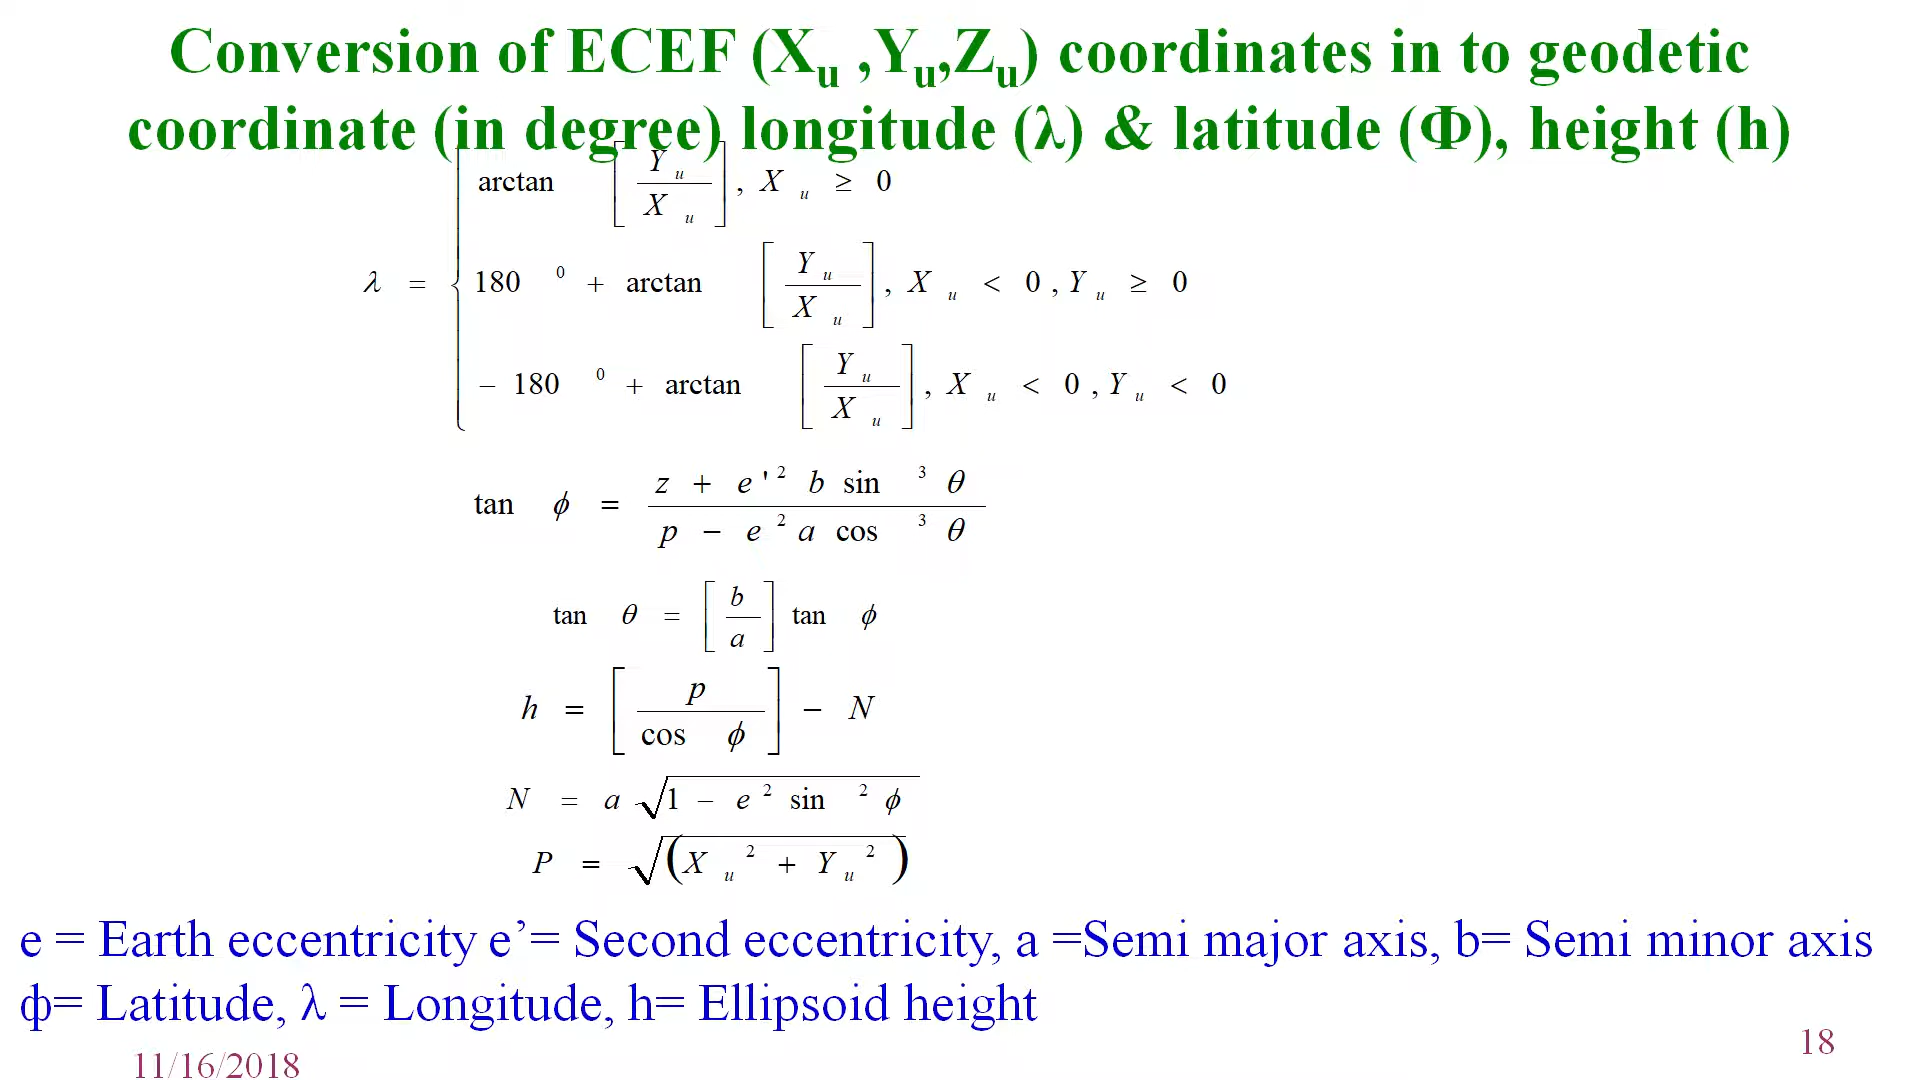 Conversion of ECEF (Xu ,Yu,Zu) coordinates in to geodetic
coordinate (in degree) longitude (λ) & latitude (Φ), height (h)
λ = { arctan [Yu / Xu] , Xu ≥ 0
180⁰ + arctan [Yu / Xu] , Xu < 0 , Yu ≥ 0
− 180⁰ + arctan [Yu / Xu] , Xu < 0 , Yu < 0
tan ϕ = (z + e'² b sin³ θ) / (p − e² a cos³ θ)
tan θ = [b / a] tan ϕ
h = [p / cos ϕ] − N
N = a √(1 − e² sin² ϕ)
P = √(Xu² + Yu²)
e = Earth eccentricity e’= Second eccentricity, a =Semi major axis, b= Semi minor axis
ф= Latitude, λ = Longitude, h= Ellipsoid height
11/16/2018
18